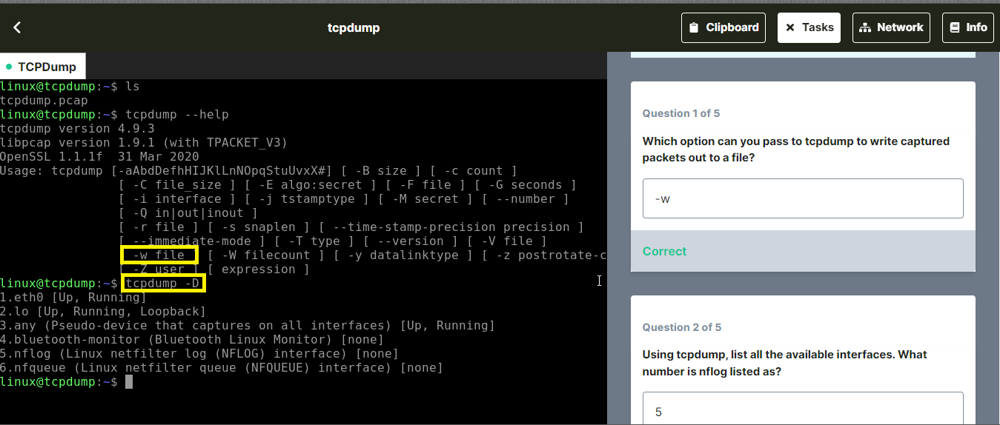 tcpdump
Clipboard
Tasks
Network
Info
TCPDump
linux@tcpdump:~$ ls
tcpdump.pcap
linux@tcpdump:~$ tcpdump --help
tcpdump version 4.9.3
libpcap version 1.9.1 (with TPACKET_V3)
OpenSSL 1.1.1f  31 Mar 2020
Usage: tcpdump [-aAbdDefhHIJKlLnNOpqStuUvxX#] [ -B size ] [ -c count ]
[ -C file_size ] [ -E algo:secret ] [ -F file ] [ -G seconds ]
[ -i interface ] [ -j tstamptype ] [ -M secret ] [ --number ]
[ -Q in|out|inout ]
[ -r file ] [ -s snaplen ] [ --time-stamp-precision precision ]
[ --immediate-mode ] [ -T type ] [ --version ] [ -V file ]
[ -w file ] [ -W filecount ] [ -y datalinktype ] [ -z postrotate-c
[ -Z user ] [ expression ]
linux@tcpdump:~$ tcpdump -D
1.eth0 [Up, Running]
2.lo [Up, Running, Loopback]
3.any (Pseudo-device that captures on all interfaces) [Up, Running]
4.bluetooth-monitor (Bluetooth Linux Monitor) [none]
5.nflog (Linux netfilter log (NFLOG) interface) [none]
6.nfqueue (Linux netfilter queue (NFQUEUE) interface) [none]
linux@tcpdump:~$
Question 1 of 5
Which option can you pass to tcpdump to write captured
packets out to a file?
-w
Correct
Question 2 of 5
Using tcpdump, list all the available interfaces. What
number is nflog listed as?
5